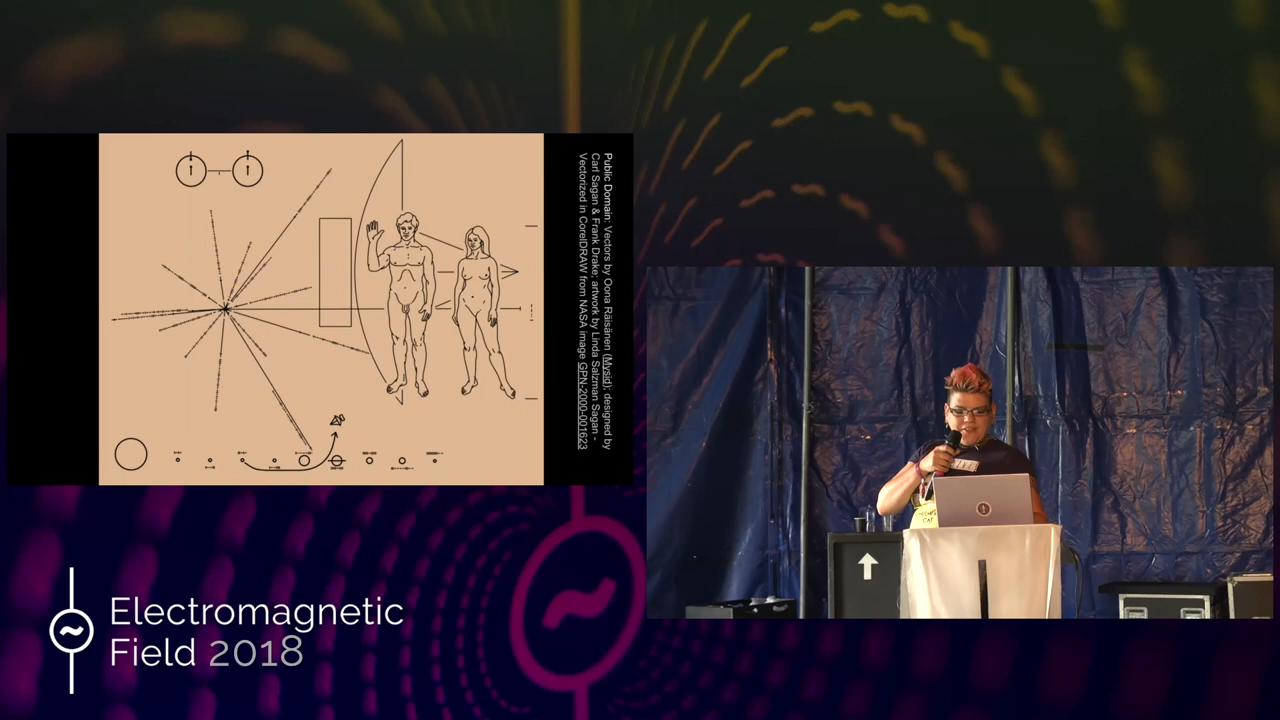 Public Domain: Vectors by Oona Räisänen (Mysid); designed by
Carl Sagan & Frank Drake; artwork by Linda Salzman Sagan -
Vectorized in CorelDRAW from NASA image GPN-2000-001623
Electromagnetic
Field 2018